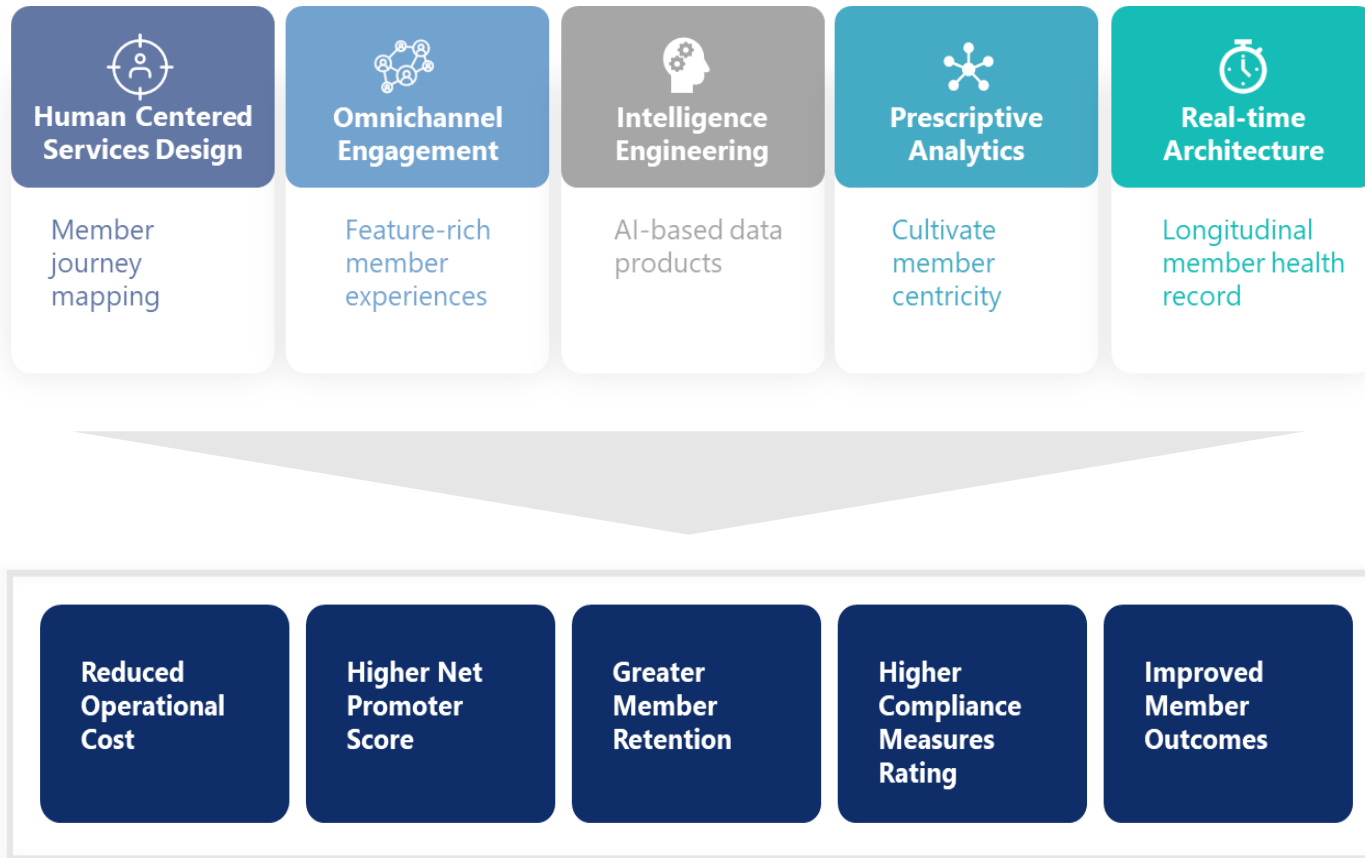 Human Centered
Services Design
Member
journey
mapping
Omnichannel
Engagement
Feature-rich
member
experiences
Intelligence
Engineering
AI-based data
products
Prescriptive
Analytics
Cultivate
member
centricity
Real-time
Architecture
Longitudinal
member health
record
Reduced
Operational
Cost
Higher Net
Promoter
Score
Greater
Member
Retention
Higher
Compliance
Measures
Rating
Improved
Member
Outcomes